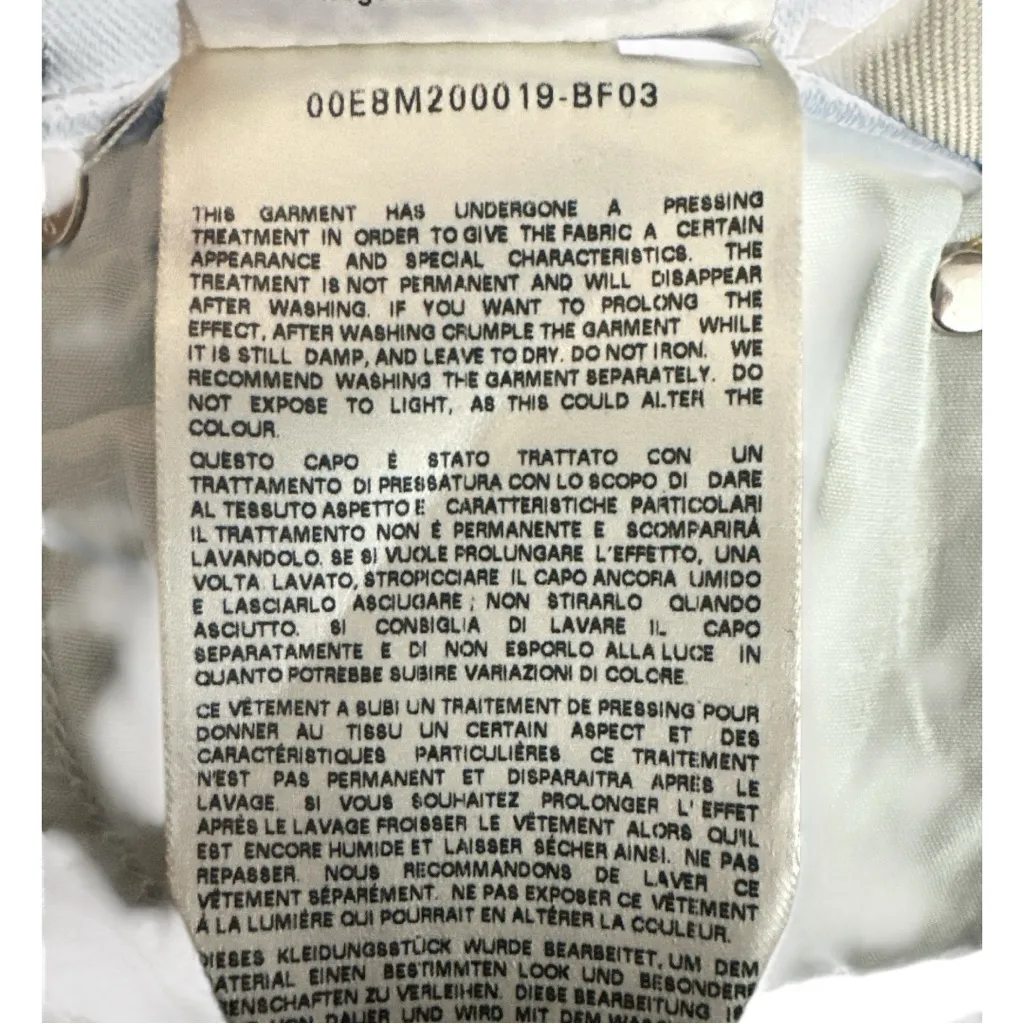 00E8M200019-BF03
THIS GARMENT HAS UNDERGONE A PRESSING
TREATMENT IN ORDER TO GIVE THE FABRIC A CERTAIN
APPEARANCE AND SPECIAL CHARACTERISTICS. THE
TREATMENT IS NOT PERMANENT AND WILL DISAPPEAR
AFTER WASHING. IF YOU WANT TO PROLONG THE
EFFECT, AFTER WASHING CRUMPLE THE GARMENT WHILE
IT IS STILL DAMP, AND LEAVE TO DRY. DO NOT IRON. WE
RECOMMEND WASHING THE GARMENT SEPARATELY. DO
NOT EXPOSE TO LIGHT, AS THIS COULD ALTER THE
COLOUR.
QUESTO CAPO È STATO TRATTATO CON UN
TRATTAMENTO DI PRESSATURA CON LO SCOPO DI DARE
AL TESSUTO ASPETTO E CARATTERISTICHE PARTICOLARI
IL TRATTAMENTO NON È PERMANENTE E SCOMPARIRÀ
LAVANDOLO. SE SI VUOLE PROLUNGARE L'EFFETTO, UNA
VOLTA LAVATO, STROPICCIARE IL CAPO ANCORA UMIDO
E LASCIARLO ASCIUGARE ; NON STIRARLO QUANDO
ASCIUTTO. SI CONSIGLIA DI LAVARE IL CAPO
SEPARATAMENTE E DI NON ESPORLO ALLA LUCE IN
QUANTO POTREBBE SUBIRE VARIAZIONI DI COLORE.
CE VÊTEMENT A SUBI UN TRAITEMENT DE PRESSING POUR
DONNER AU TISSU UN CERTAIN ASPECT ET DES
CARACTÉRISTIQUES PARTICULIÈRES CE TRAITEMENT
N'EST PAS PERMANENT ET DISPARAITRA APRÈS LE
LAVAGE. SI VOUS SOUHAITEZ PROLONGER L'EFFET
APRÈS LE LAVAGE FROISSER LE VÊTEMENT ALORS QU'IL
EST ENCORE HUMIDE ET LAISSER SÉCHER AINSI. NE PAS
REPASSER. NOUS RECOMMANDONS DE LAVER CE
VÊTEMENT SÉPARÉMENT. NE PAS EXPOSER CE VÊTEMENT
À LA LUMIÈRE QUI POURRAIT EN ALTÉRER LA COULEUR.
DIESES KLEIDUNGSSTÜCK WURDE BEARBEITET, UM DEM
MATERIAL EINEN BESTIMMTEN LOOK UND BESONDERE
ENSCHAFTEN ZU VERLEIHEN. DIESE BEARBEITUNG IS
VON DAUER UND WIRD MIT DEM